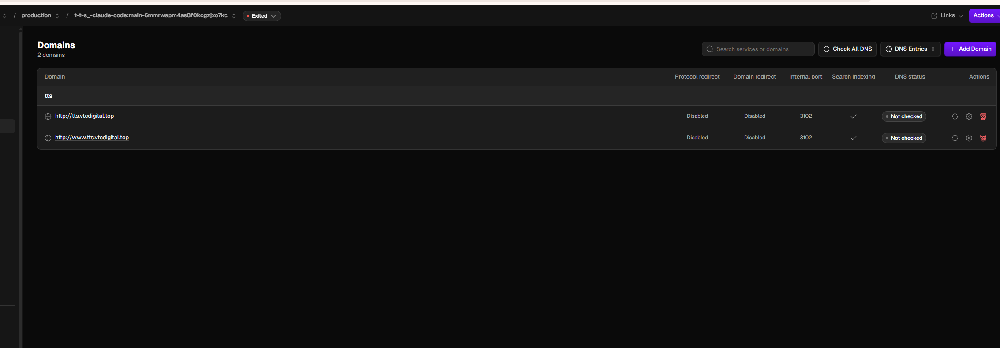 / production / t-t-s_-claude-code:main-6mmrwapm4as8f0kcgzjxo7kc Exited Links Actions
Domains
2 domains
Search services or domains Check All DNS DNS Entries + Add Domain
Domain Protocol redirect Domain redirect Internal port Search indexing DNS status Actions
tts
http://tts.vtcdigital.top Disabled Disabled 3102 Not checked
http://www.tts.vtcdigital.top Disabled Disabled 3102 Not checked